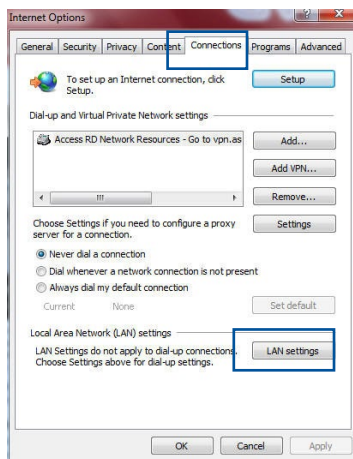 Internet Options
General Security Privacy Content Connections Programs Advanced
To set up an Internet connection, click
Setup.
Setup
Dial-up and Virtual Private Network settings
Access RD Network Resources - Go to vpn.as
Add...
Add VPN...
Remove...
Choose Settings if you need to configure a proxy
server for a connection.
Settings
Never dial a connection
Dial whenever a network connection is not present
Always dial my default connection
Current None
Set default
Local Area Network (LAN) settings
LAN Settings do not apply to dial-up connections.
Choose Settings above for dial-up settings.
LAN settings
OK Cancel Apply